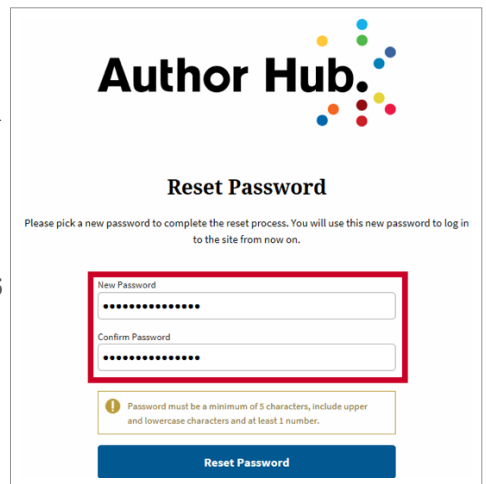 Author Hub.
Reset Password
Please pick a new password to complete the reset process. You will use this new password to log in
to the site from now on.
New Password
•••••••••••••••
Confirm Password
•••••••••••••••
Password must be a minimum of 5 characters, include upper
and lowercase characters and at least 1 number.
Reset Password